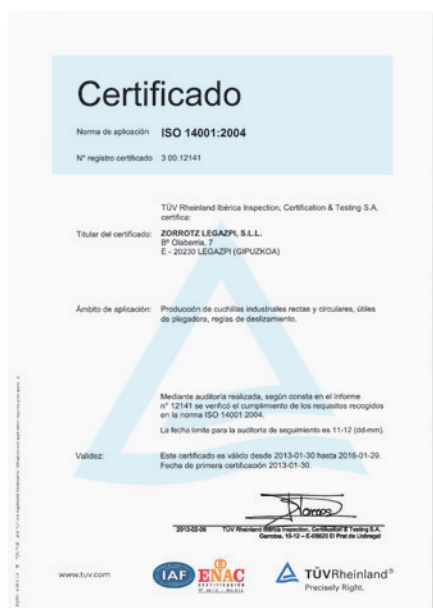 Certificado
Norma de aplicación ISO 14001:2004
N° registro certificado 3 00.12141
TÜV Rheinland Ibérica Inspection, Certification & Testing S.A.
certifica:
Titular del certificado: ZORROTZ LEGAZPI, S.L.L.
Bº Olaberria, 7
E - 20230 LEGAZPI (GIPUZKOA)
Ámbito de aplicación: Producción de cuchillas industriales rectas y circulares, útiles
de plegadora, reglas de deslizamiento.
Mediante auditoría realizada, según consta en el informe
n° 12141 se verificó el cumplimiento de los requisitos recogidos
en la norma ISO 14001:2004.
La fecha límite para la auditoría de seguimiento es 11-12 (dd-mm).
Validez: Este certificado es válido desde 2013-01-30 hasta 2016-01-29.
Fecha de primera certificación 2013-01-30.
2013-02-06 TÜV Rheinland Ibérica Inspection, Certification & Testing S.A.
Garrotxa, 10-12 – E-08820 El Prat de Llobregat
www.tuv.com
IAF
ENAC
CERTIFICACIÓN
TÜVRheinland®
Precisely Right.